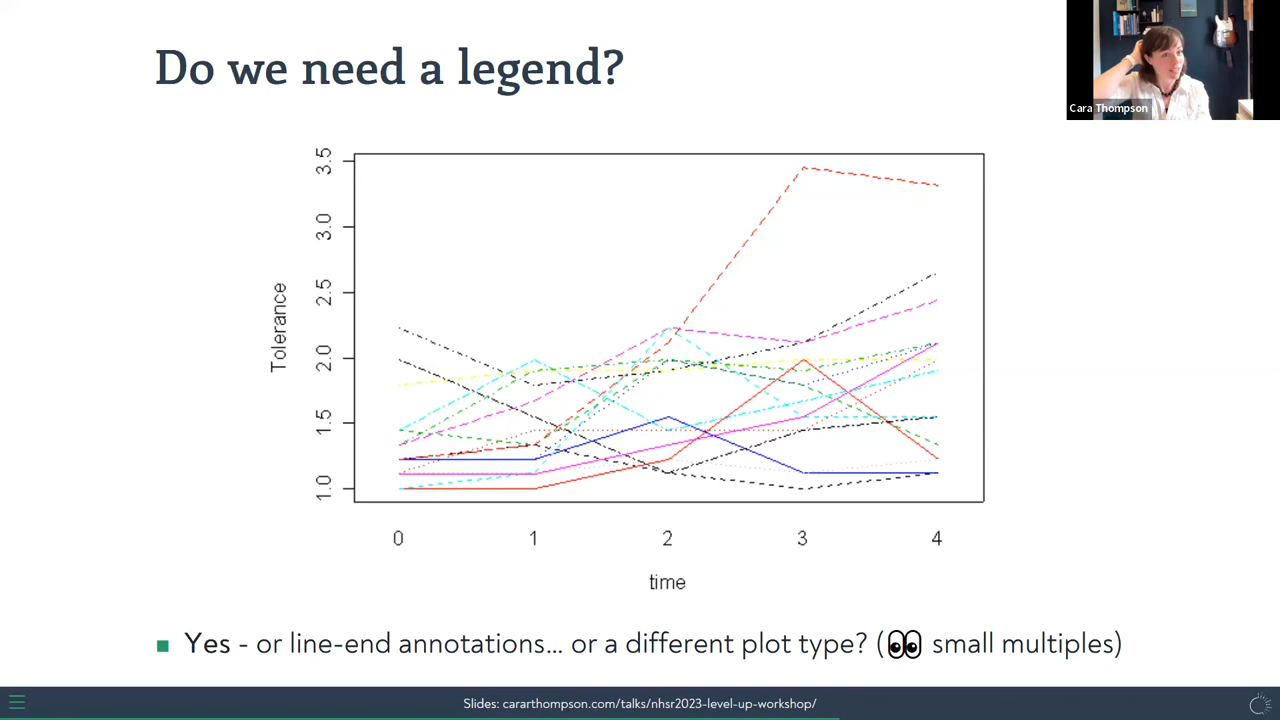 Do we need a legend?
Cara Thompson
3.5
3.0
2.5
2.0
1.5
1.0
Tolerance
0 1 2 3 4
time
Yes - or line-end annotations... or a different plot type? (👀 small multiples)
Slides: cararthompson.com/talks/nhsr2023-level-up-workshop/